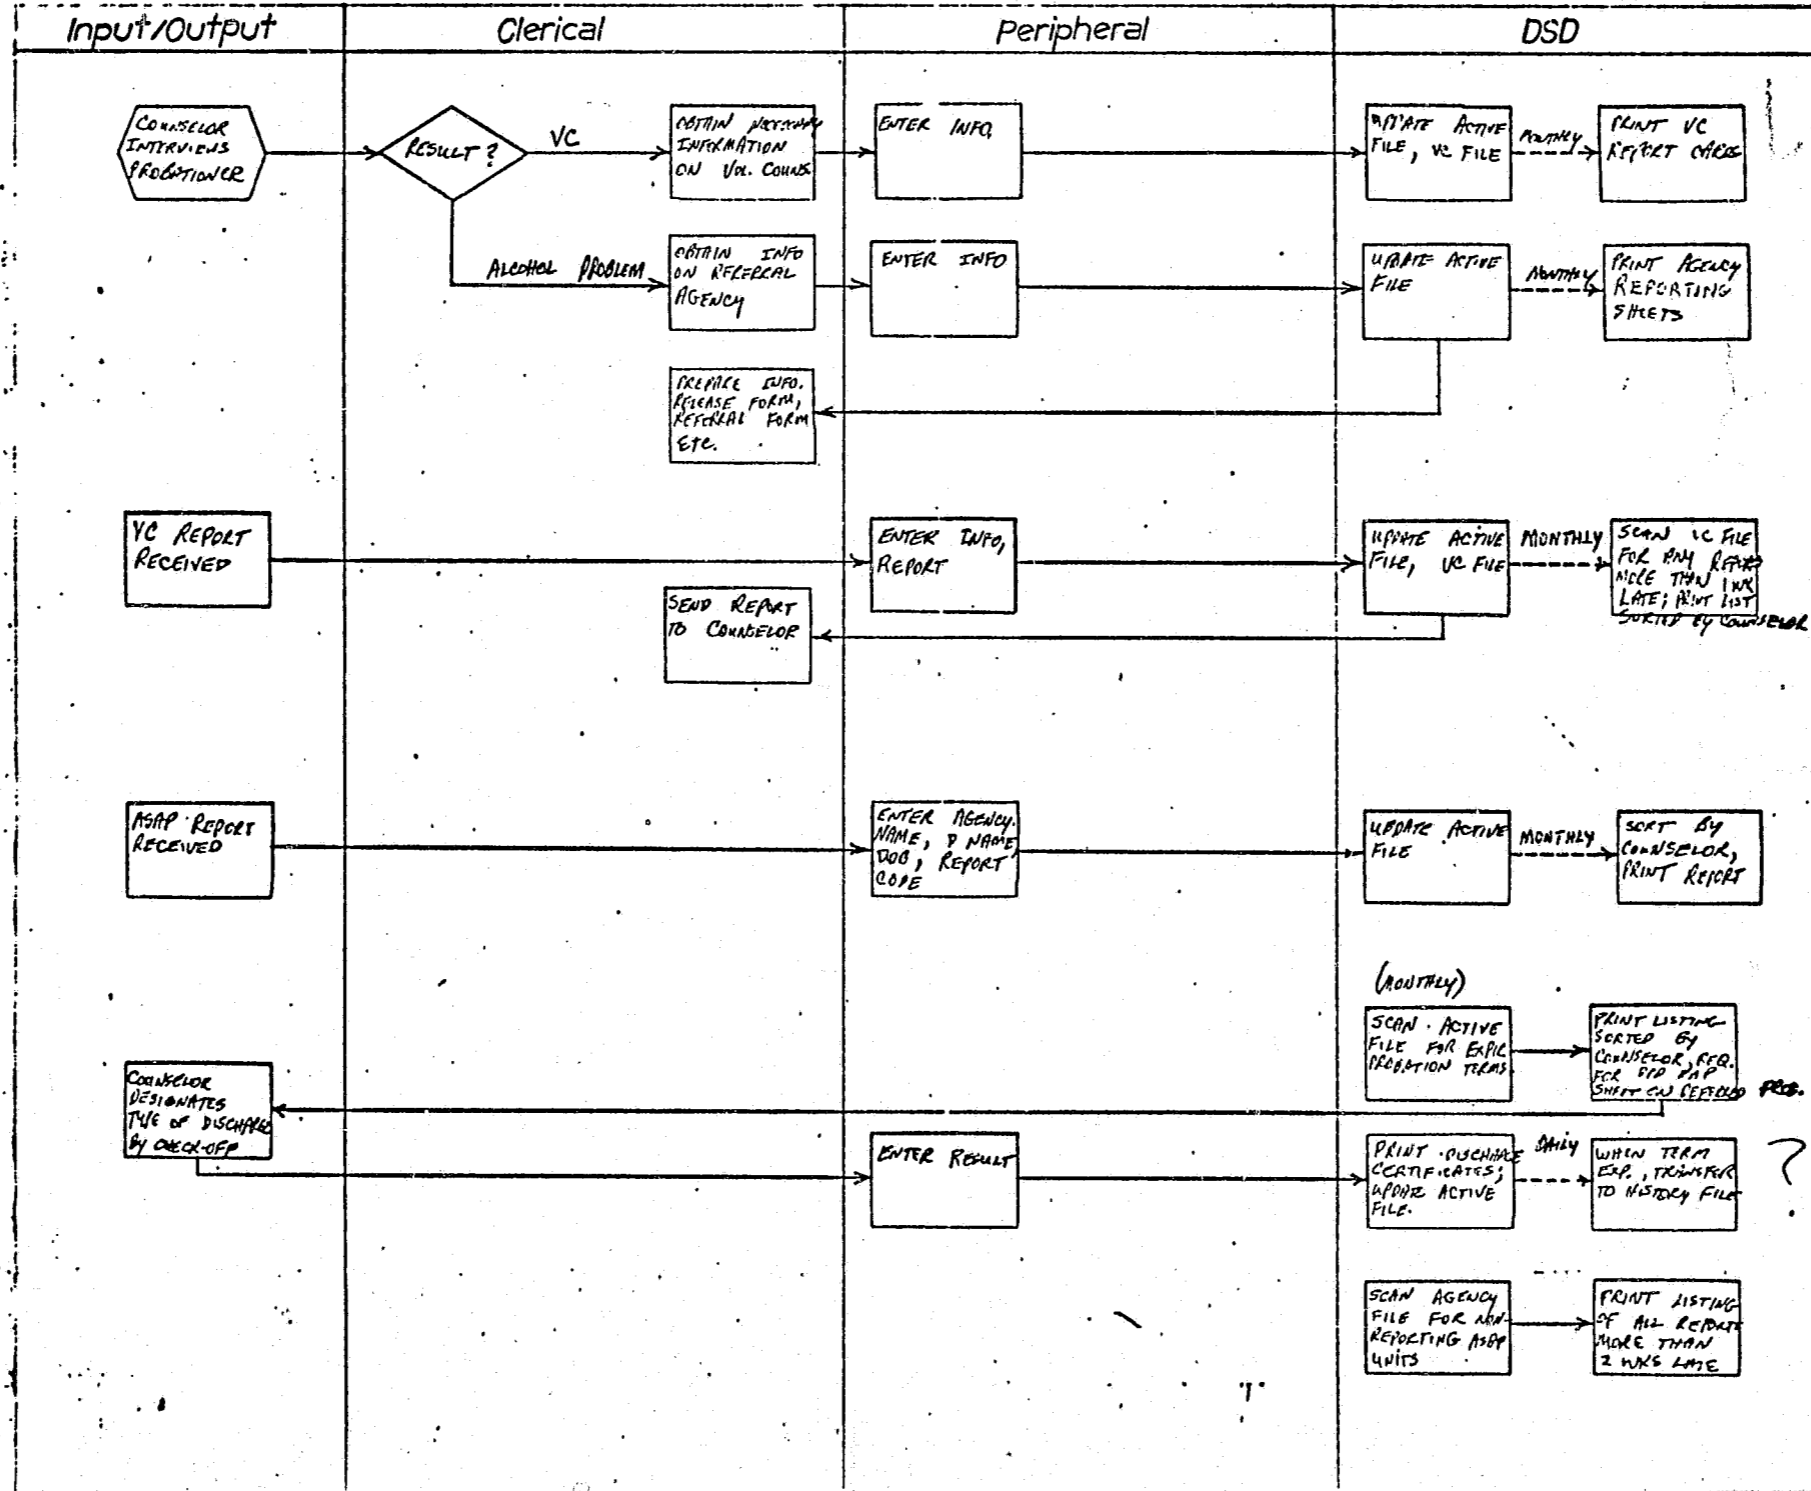 Input/Output
Clerical
Peripheral
DSD
COUNSELOR
INTERVIEWS
PROBATIONER
RESULT?
VC
OBTAIN NECESSARY
INFORMATION
ON VOL. COUNS
ENTER INFO,
UPDATE ACTIVE
FILE, VC FILE
MONTHLY
PRINT VC
REPORT CARDS
ALCOHOL PROBLEM
OBTAIN INFO
ON REFERRAL
AGENCY
ENTER INFO
UPDATE ACTIVE
FILE
MONTHLY
PRINT AGENCY
REPORTING
SHEETS
PREPARE INFO.
RELEASE FORM,
REFERRAL FORM
ETC.
VC REPORT
RECEIVED
ENTER INFO,
REPORT
UPDATE ACTIVE
FILE, VC FILE
MONTHLY
SCAN VC FILE
FOR ANY REPORTS
MORE THAN 1 WK
LATE; PRINT LIST
SORTED BY COUNSELOR
SEND REPORT
TO COUNSELOR
ASAP REPORT
RECEIVED
ENTER AGENCY
NAME, P NAME,
DOB, REPORT
CODE
UPDATE ACTIVE
FILE
MONTHLY
SORT BY
COUNSELOR,
PRINT REPORT
(MONTHLY)
SCAN ACTIVE
FILE FOR EXPIR
PROBATION TERMS
PRINT LISTING
SORTED BY
COUNSELOR, REQ.
FOR
SHEET ON DEFERRED PROB.
COUNSELOR
DESIGNATES
TYPE OF DISCHARGE
BY CHECK-OFF
ENTER RESULT
PRINT DISCHARGE
CERTIFICATES;
UPDATE ACTIVE
FILE.
DAILY
WHEN TERM
EXP., TRANSFER
TO HISTORY FILE
?
SCAN AGENCY
FILE FOR NON-
REPORTING ASAP
UNITS
PRINT LISTING
OF ALL REPORTS
MORE THAN
2 WKS LATE